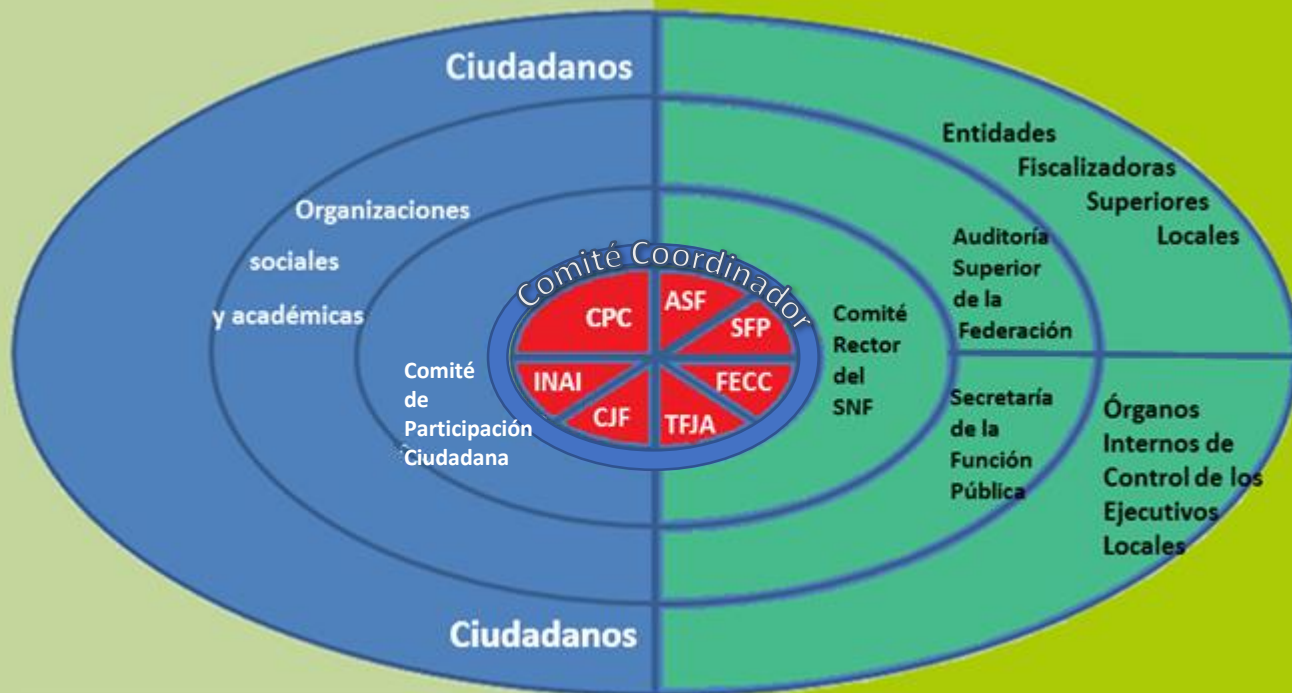 Ciudadanos
Organizaciones
sociales
y académicas
Comité
de
Participación
Ciudadana
Ciudadanos
Comité Coordinador
CPC
ASF
SFP
INAI
CJF
TFJA
FECC
Comité
Rector
del
SNF
Auditoría
Superior
de la
Federación
Secretaría
de la
Función
Pública
Entidades
Fiscalizadoras
Superiores
Locales
Órganos
Internos de
Control de los
Ejecutivos
Locales